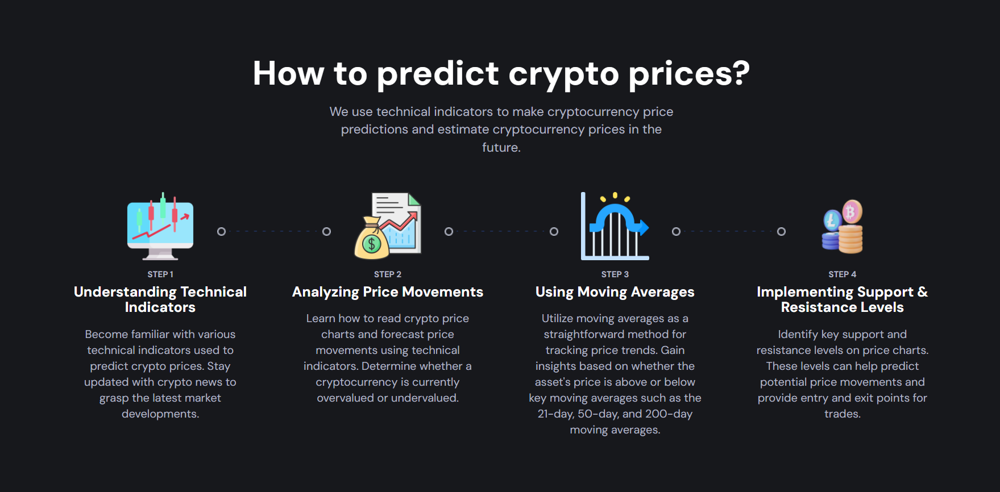 How to predict crypto prices?
We use technical indicators to make cryptocurrency price
predictions and estimate cryptocurrency prices in the
future.
STEP 1
Understanding Technical
Indicators
Become familiar with various
technical indicators used to
predict crypto prices. Stay
updated with crypto news to
grasp the latest market
developments.
STEP 2
Analyzing Price Movements
Learn how to read crypto price
charts and forecast price
movements using technical
indicators. Determine whether a
cryptocurrency is currently
overvalued or undervalued.
STEP 3
Using Moving Averages
Utilize moving averages as a
straightforward method for
tracking price trends. Gain
insights based on whether the
asset's price is above or below
key moving averages such as the
21-day, 50-day, and 200-day
moving averages.
STEP 4
Implementing Support &
Resistance Levels
Identify key support and
resistance levels on price charts.
These levels can help predict
potential price movements and
provide entry and exit points for
trades.